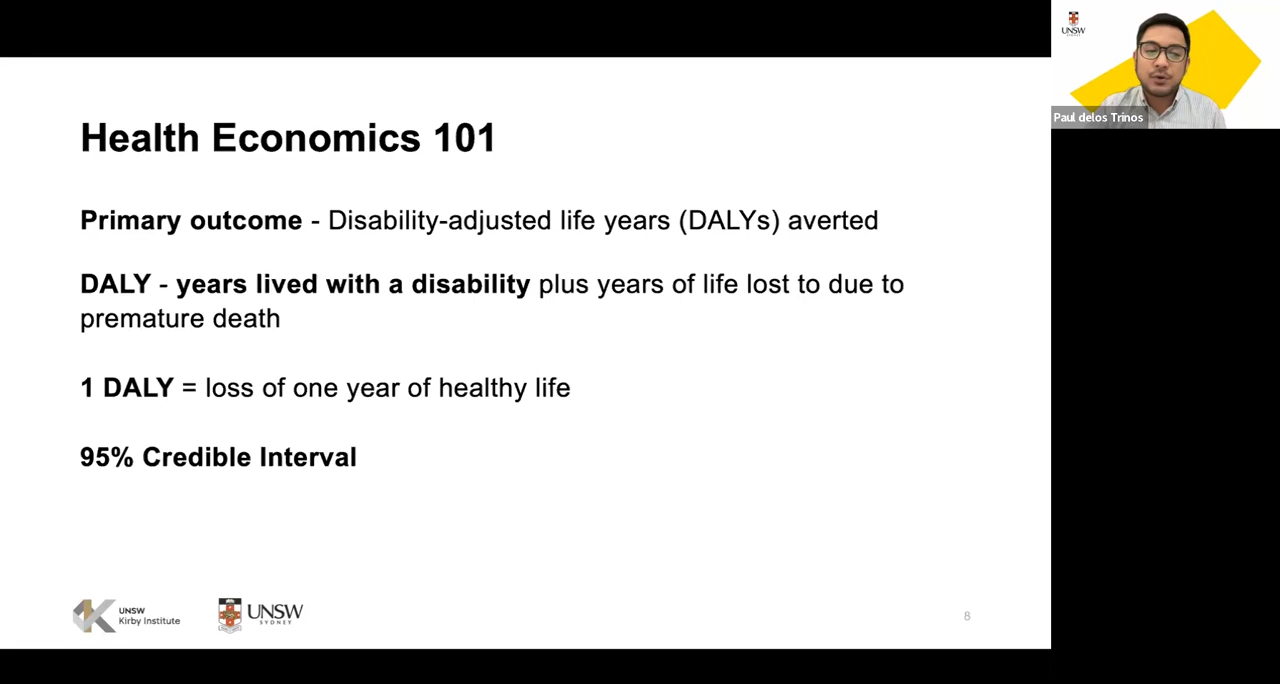 Health Economics 101
Primary outcome - Disability-adjusted life years (DALYs) averted
DALY - years lived with a disability plus years of life lost to due to
premature death
1 DALY = loss of one year of healthy life
95% Credible Interval
UNSW
Kirby Institute
UNSW
SYDNEY
8
UNSW
SYDNEY
Paul delos Trinos